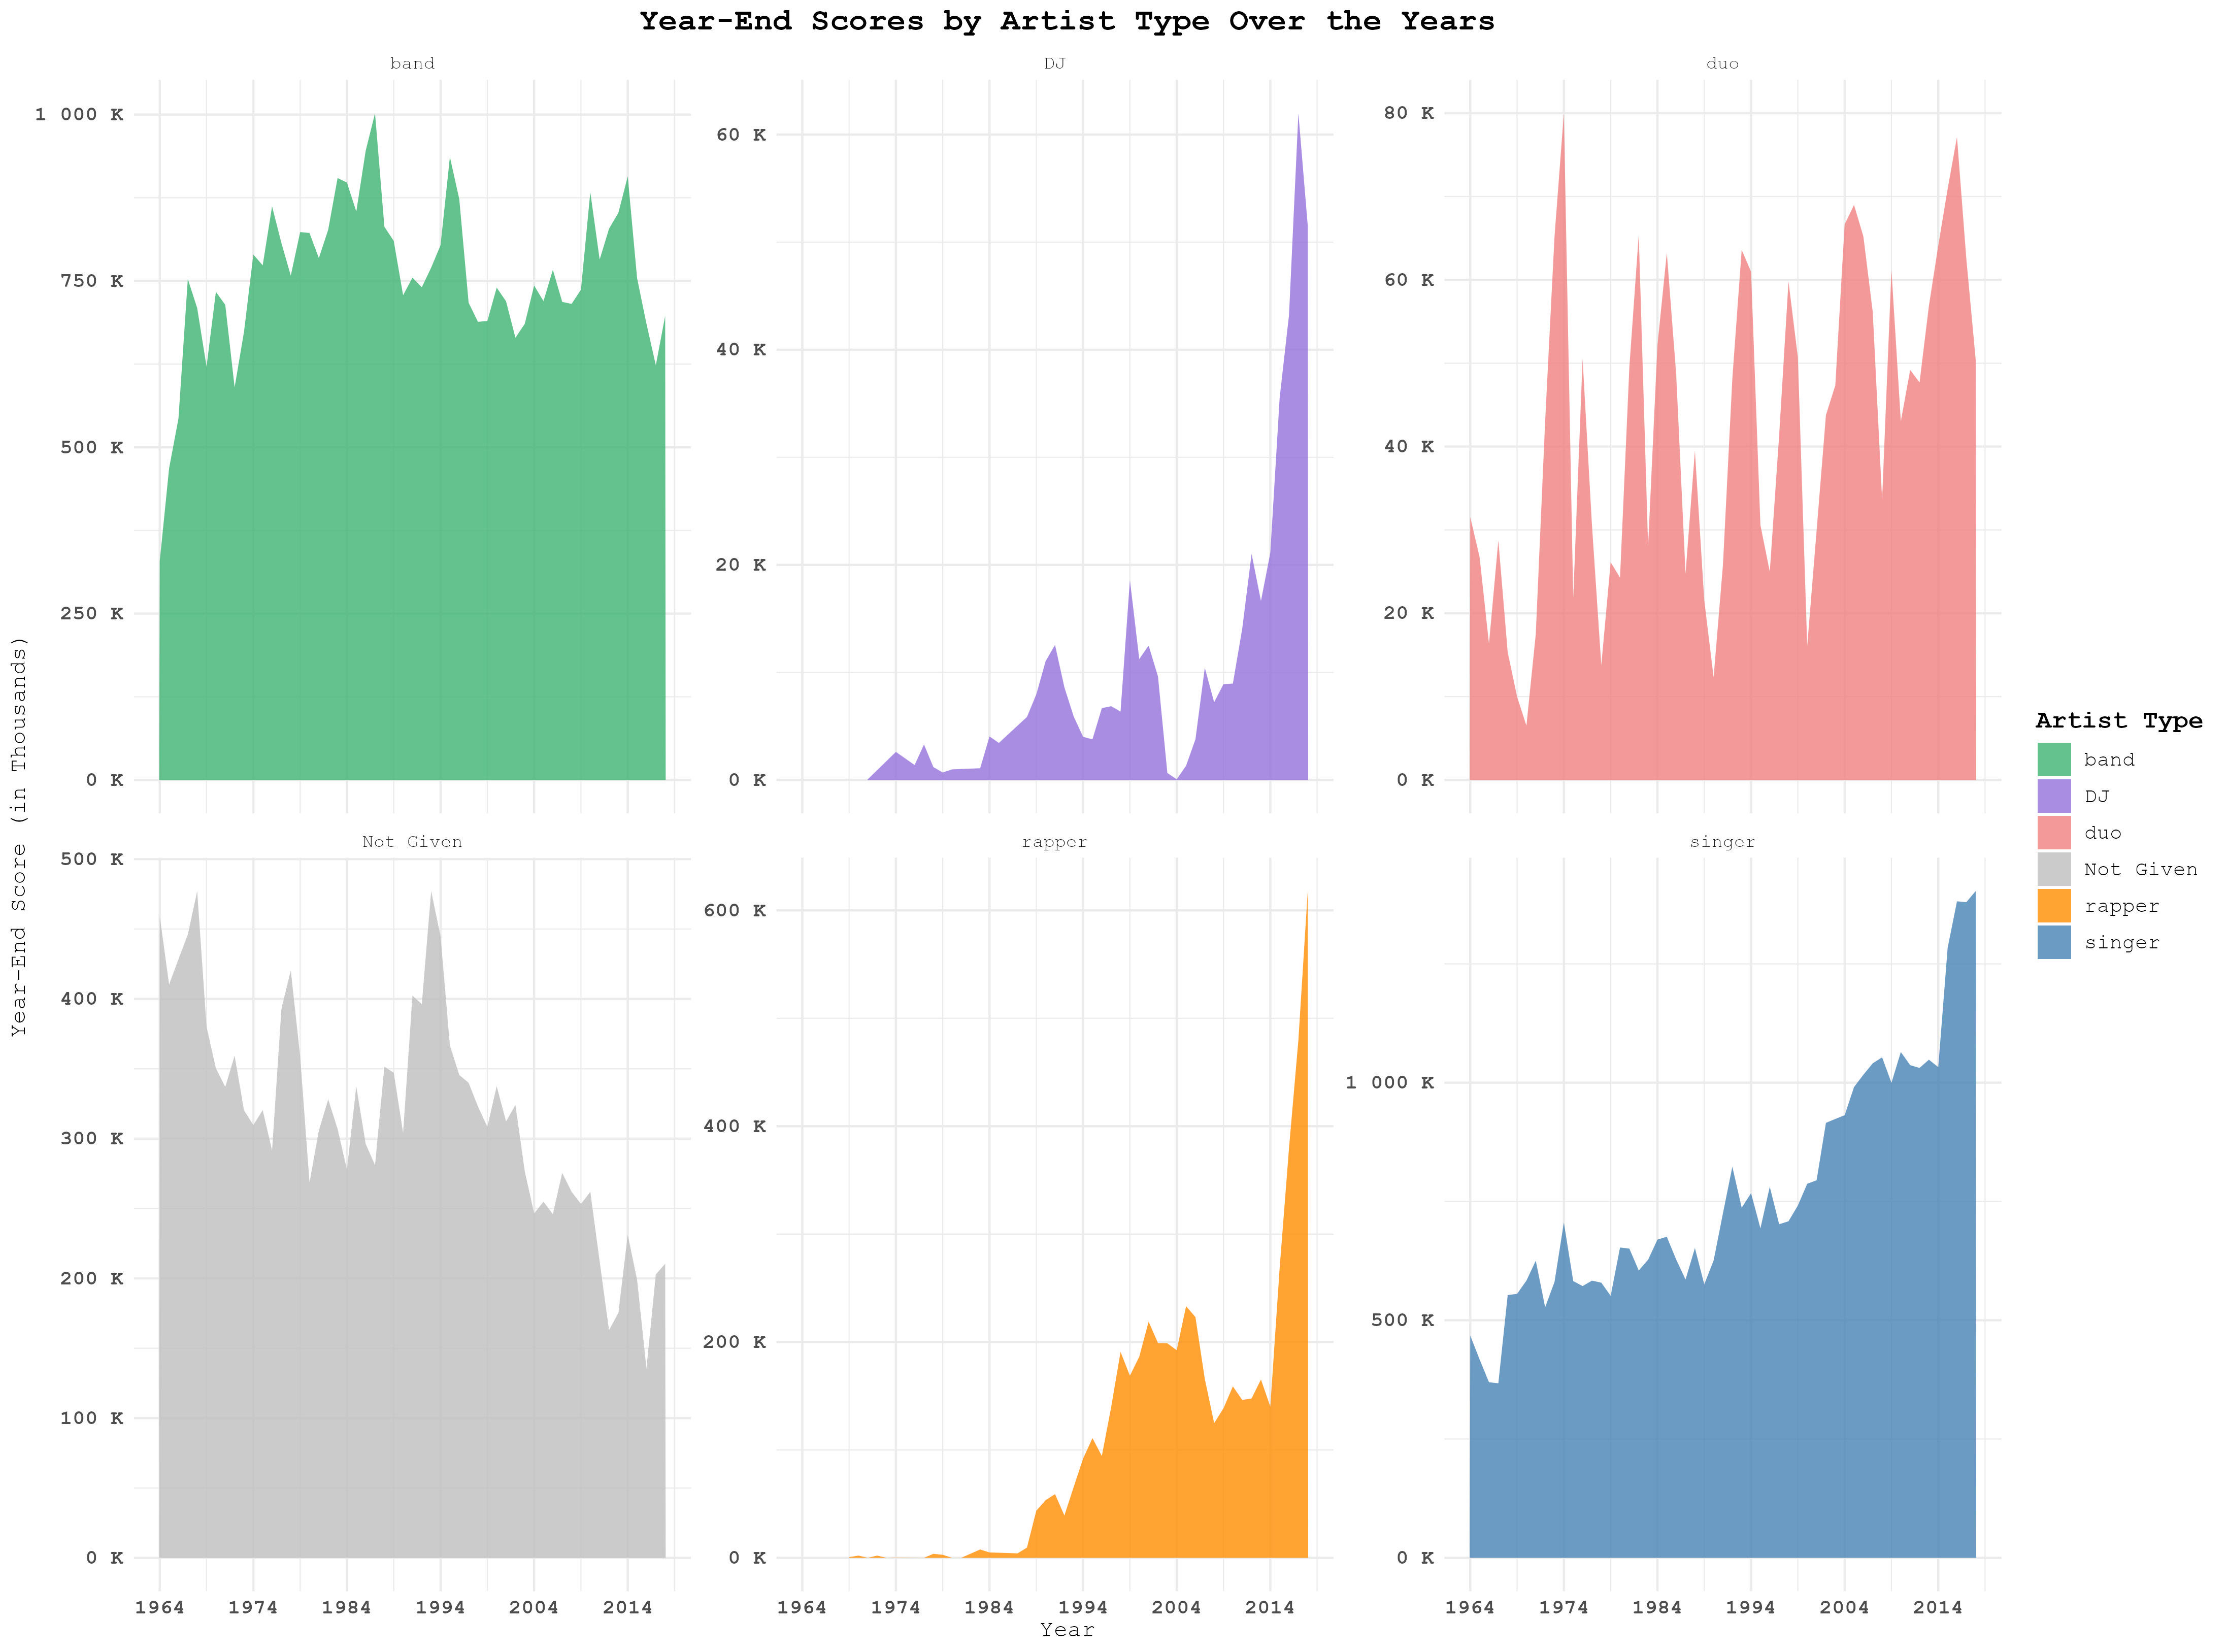 Year-End Scores by Artist Type Over the Years
band
DJ
duo
1 000 K
750 K
500 K
250 K
0 K
60 K
40 K
20 K
0 K
80 K
60 K
40 K
20 K
0 K
Year-End Score (in Thousands)
Not Given
rapper
singer
500 K
400 K
300 K
200 K
100 K
0 K
600 K
400 K
200 K
0 K
1 000 K
500 K
0 K
1964 1974 1984 1994 2004 2014
1964 1974 1984 1994 2004 2014
1964 1974 1984 1994 2004 2014
Year
Artist Type
band
DJ
duo
Not Given
rapper
singer